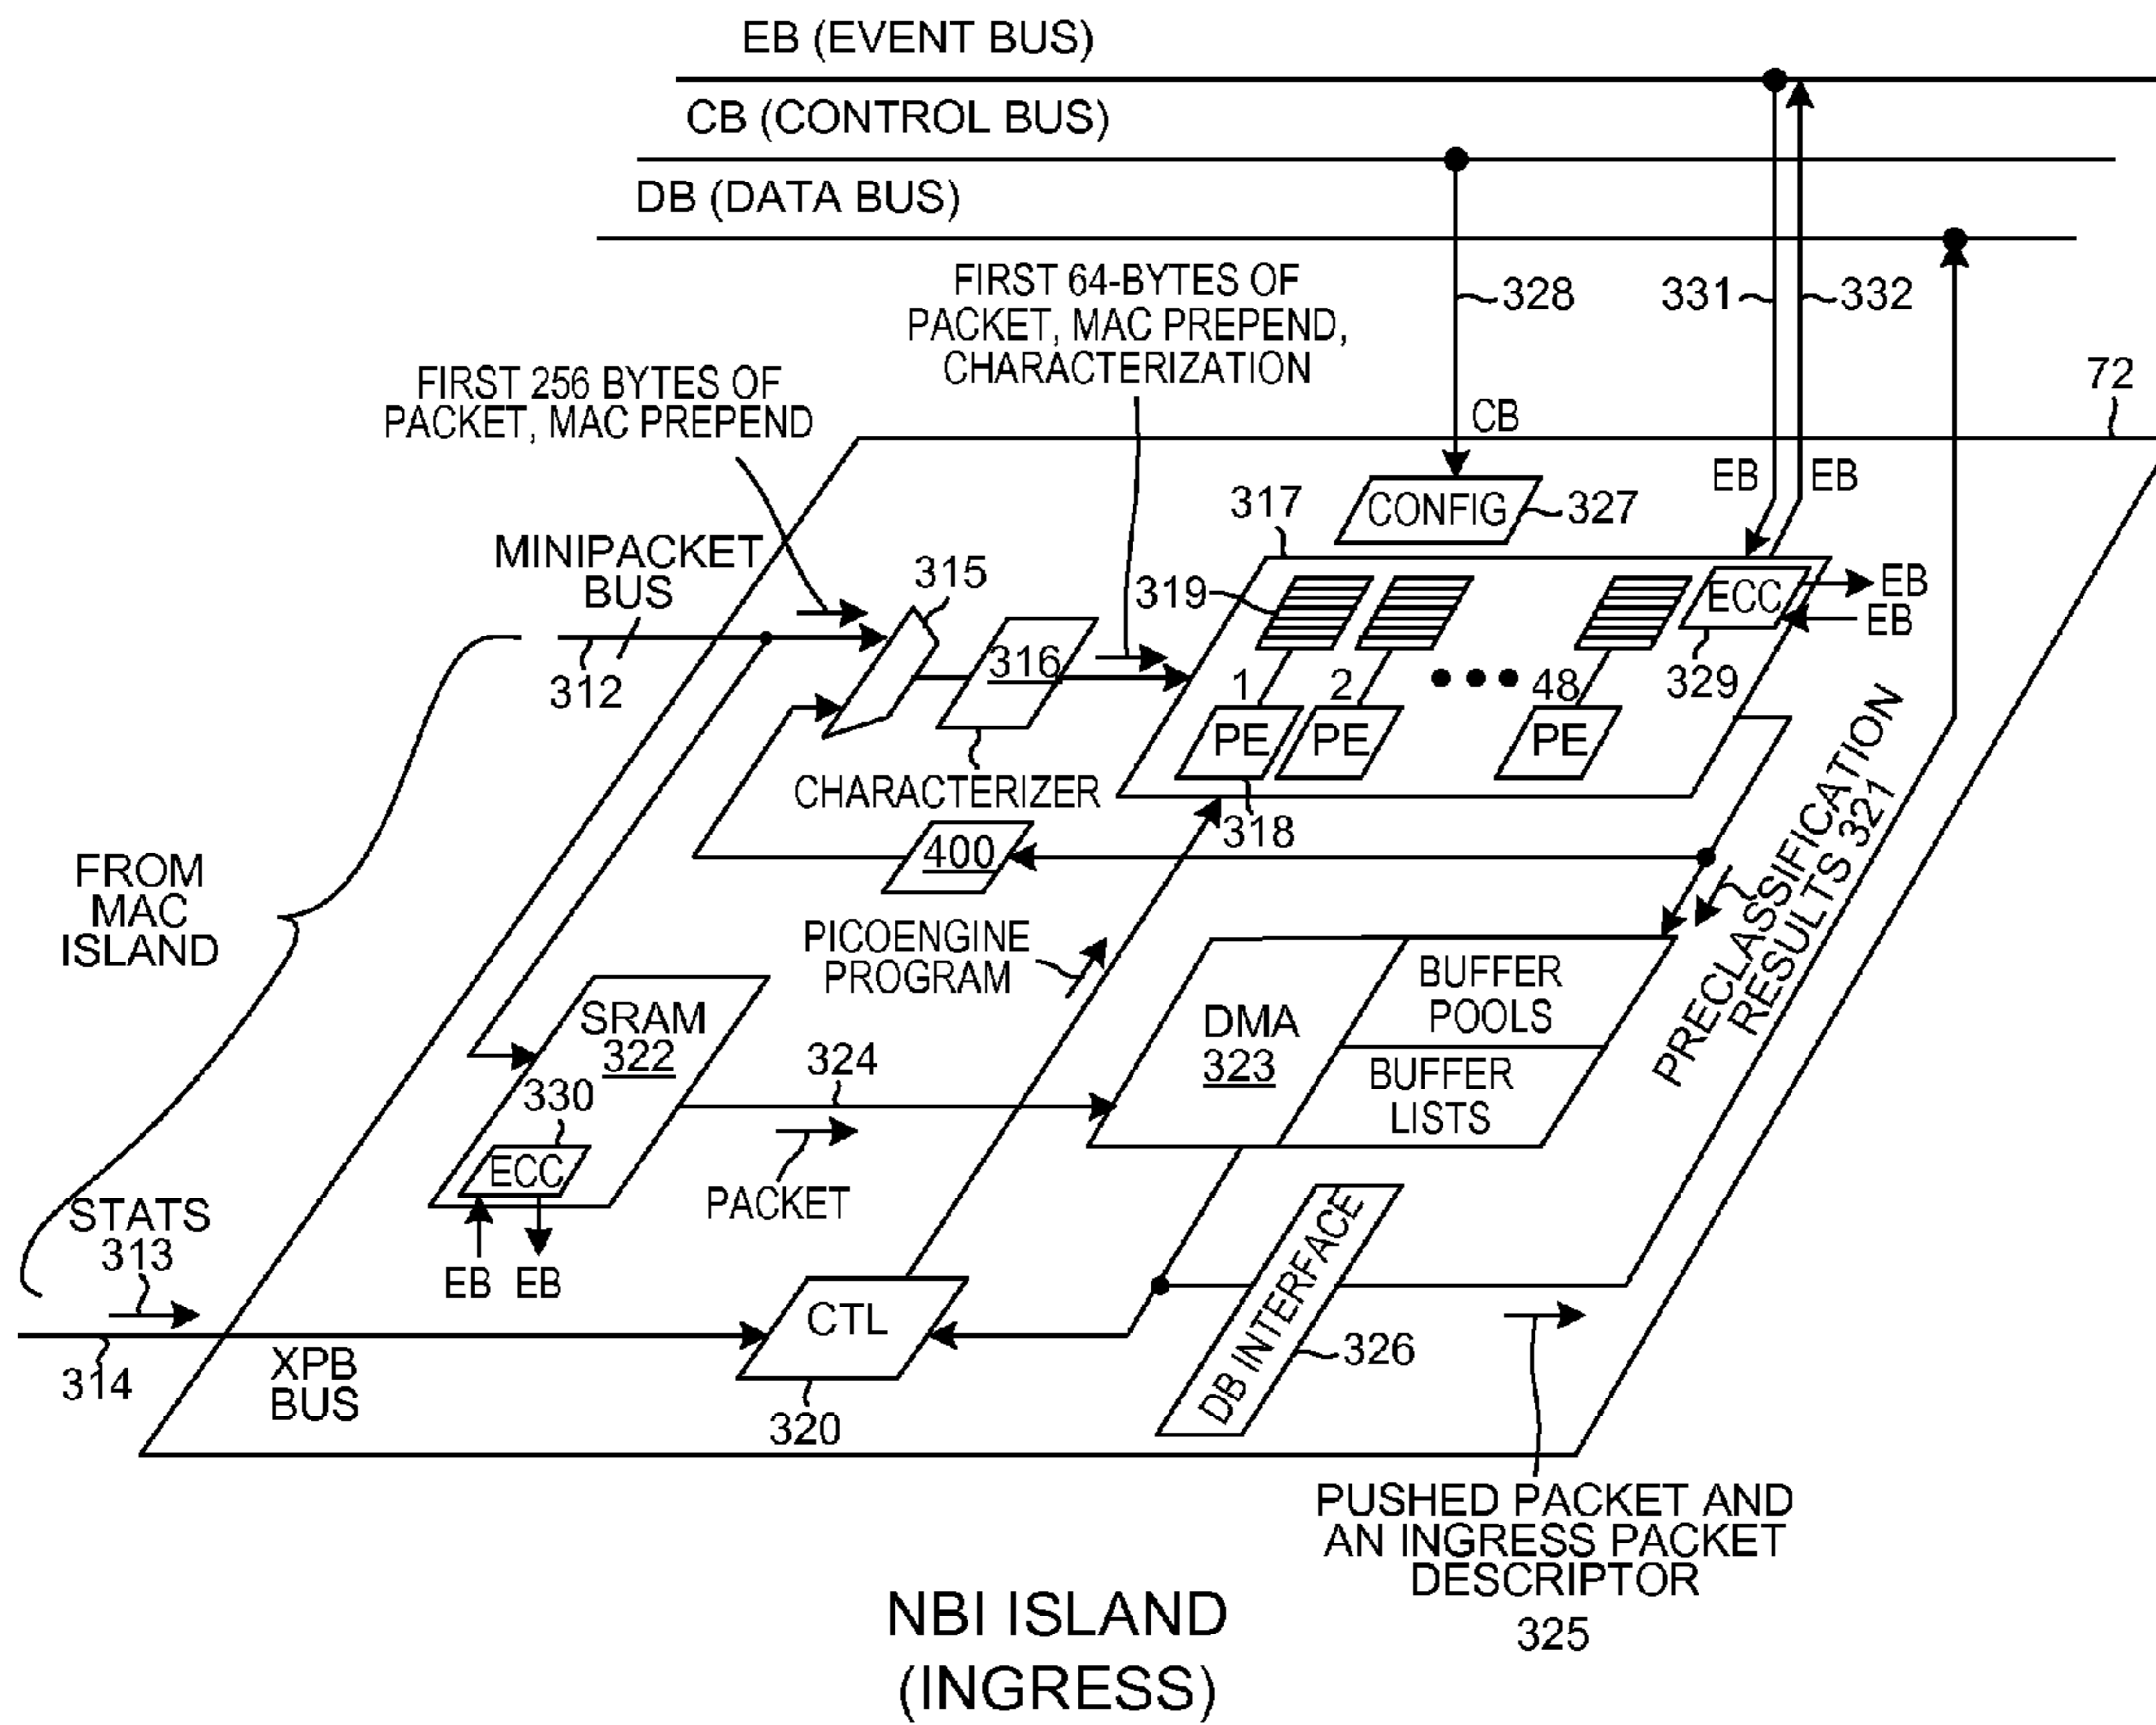 EB (EVENT BUS)
CB (CONTROL BUS)
DB (DATA BUS)
FIRST 64-BYTES OF
PACKET, MAC PREPEND,
CHARACTERIZATION
328
331
332
FIRST 256 BYTES OF
PACKET, MAC PREPEND
72
CB
EB
EB
317
CONFIG
327
MINIPACKET
BUS
315
319
ECC
EB
EB
312
316
1
2
48
329
PE
PE
PE
CHARACTERIZER
318
400
FROM
MAC
ISLAND
PRECLASSIFICATION
RESULTS 321
PICOENGINE
PROGRAM
SRAM
322
324
DMA
323
BUFFER
POOLS
BUFFER
LISTS
330
ECC
PACKET
STATS
313
EB
EB
CTL
DB INTERFACE
326
314
XPB
BUS
320
PUSHED PACKET AND
AN INGRESS PACKET
DESCRIPTOR
325
NBI ISLAND
(INGRESS)